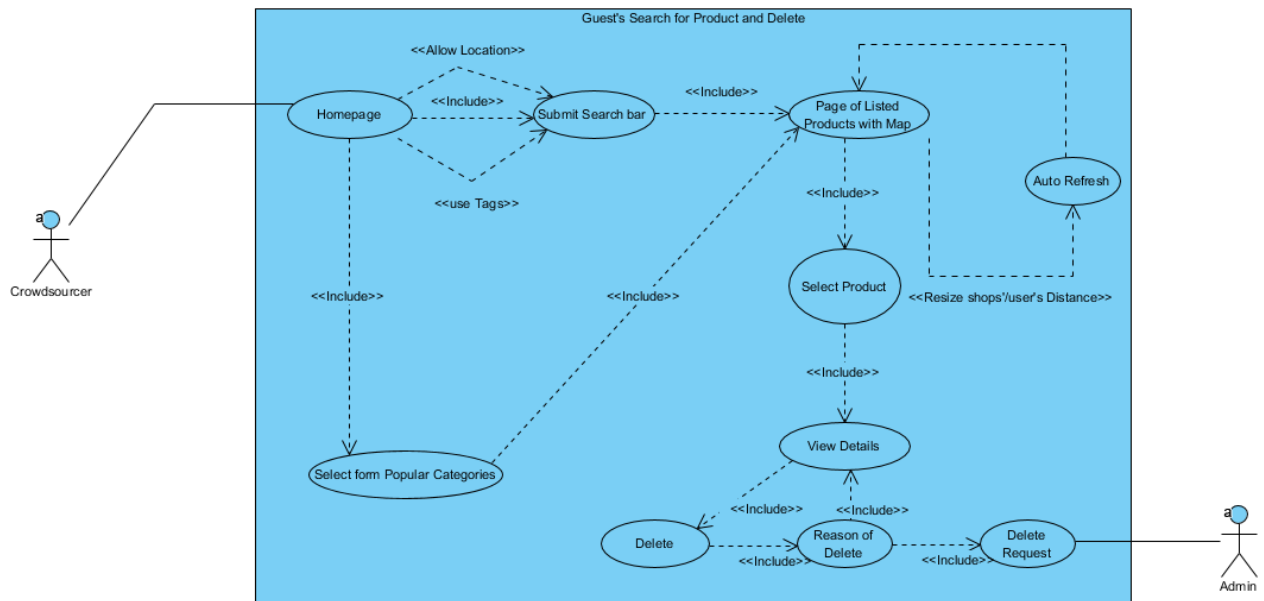 Guest's Search for Product and Delete
<<Allow Location>>
Homepage
<<Include>>
Submit Search bar
<<Include>>
Page of Listed
Products with Map
<<use Tags>>
Auto Refresh
<<Include>>
a
Crowdsourcer
<<Include>>
<<Include>>
Select Product
<<Resize shops'/user's Distance>>
<<Include>>
View Details
Select form Popular Categories
<<Include>>
<<Include>>
Delete
<<Include>>
Reason of
Delete
<<Include>>
Delete
Request
a
Admin